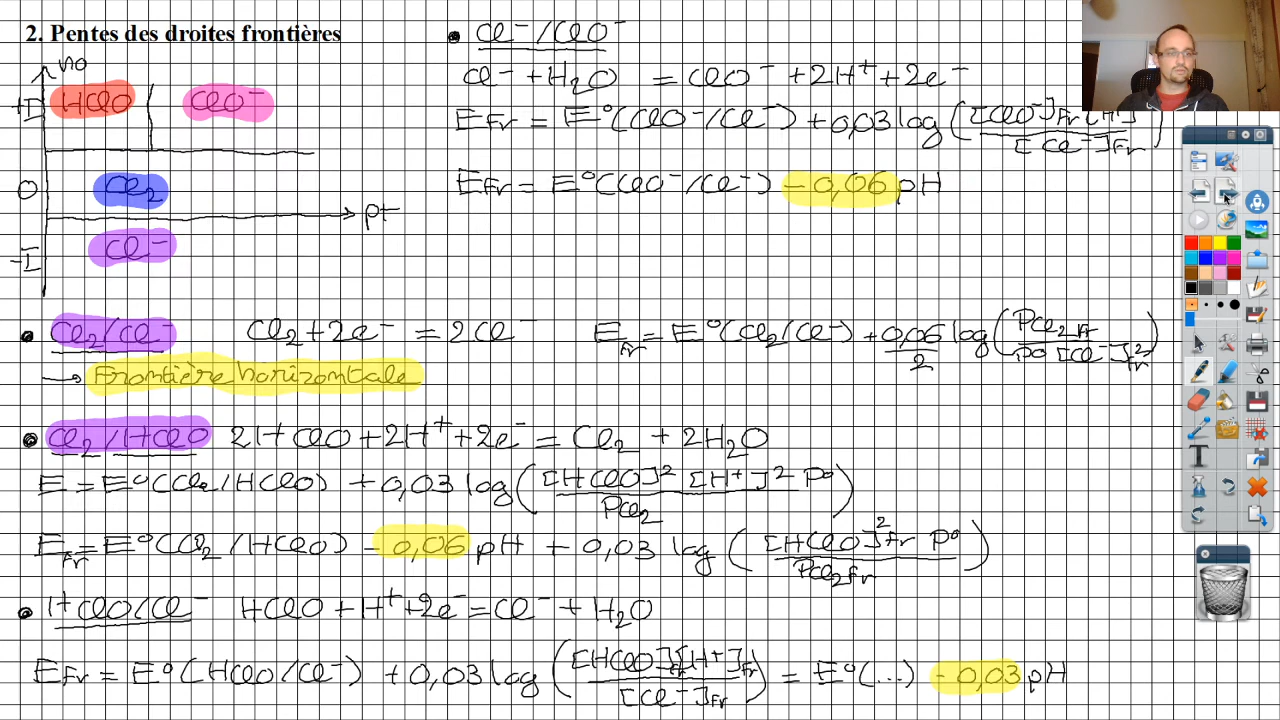 2. Pentes des droites frontières
no
+I HClO ClO⁻
0 Cl₂
pH
-I Cl⁻
• Cl⁻/ClO⁻
Cl⁻ + H₂O = ClO⁻ + 2H⁺ + 2e⁻
EFr = E°(ClO⁻/Cl⁻) + 0,03 log ([ClO⁻]Fr [H⁺] / [Cl⁻]Fr)
EFr = E°(ClO⁻/Cl⁻) - 0,06 pH
• Cl₂/Cl⁻ Cl₂ + 2e⁻ = 2Cl⁻ EFr = E°(Cl₂/Cl⁻) + 0,06/2 log (PCl₂Fr / P° [Cl⁻]²Fr)
→ Frontière horizontale
• Cl₂/HClO 2HClO + 2H⁺ + 2e⁻ = Cl₂ + 2H₂O
E = E°(Cl₂/HClO) + 0,03 log ([HClO]² [H⁺]² P° / PCl₂)
EFr = E°(Cl₂/HClO) - 0,06 pH + 0,03 log ([HClO]²Fr P° / PCl₂Fr)
• HClO/Cl⁻ HClO + H⁺ + 2e⁻ = Cl⁻ + H₂O
EFr = E°(HClO/Cl⁻) + 0,03 log ([HClO]Fr [H⁺]Fr / [Cl⁻]Fr) = E°(...) - 0,03 pH